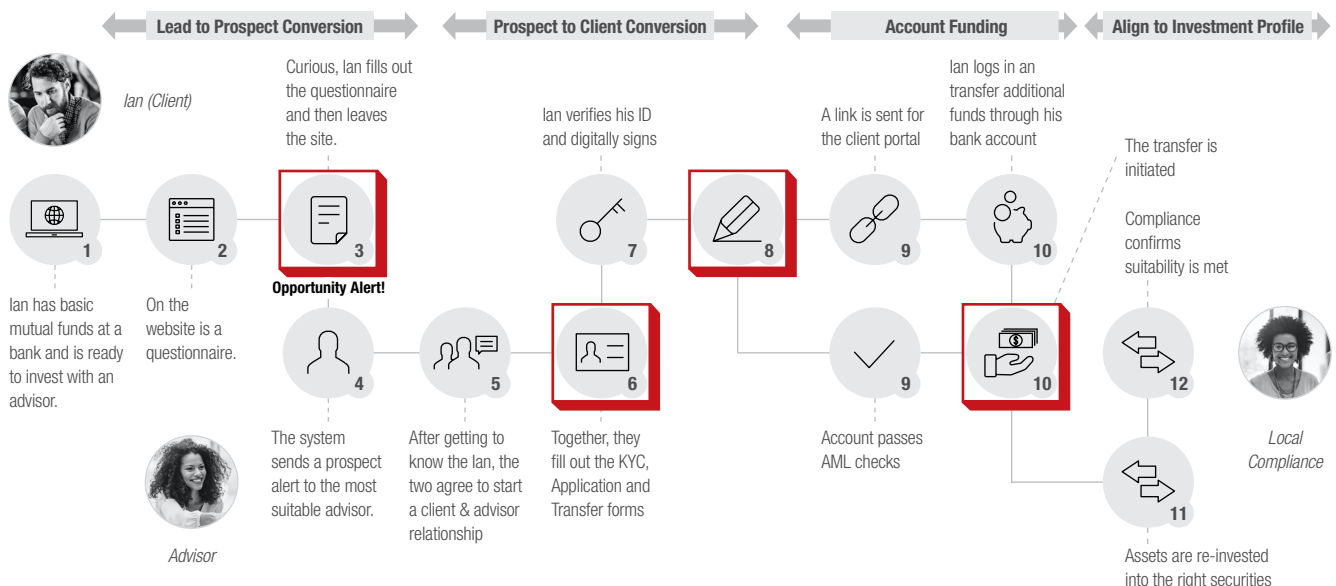 Lead to Prospect Conversion
Prospect to Client Conversion
Account Funding
Align to Investment Profile
Ian (Client)
Curious, Ian fills out
the questionnaire
and then leaves
the site.
Ian verifies his ID
and digitally signs
A link is sent for
the client portal
Ian logs in an
transfer additional
funds through his
bank account
The transfer is
initiated
1
2
3
7
8
9
10
Opportunity Alert!
Compliance
confirms
suitability is met
Ian has basic
mutual funds at a
bank and is ready
to invest with an
advisor.
On the
website is a
questionnaire.
4
5
6
9
10
12
Advisor
The system
sends a prospect
alert to the most
suitable advisor.
After getting to
know the Ian, the
two agree to start
a client & advisor
relationship
Together, they
fill out the KYC,
Application and
Transfer forms
Account passes
AML checks
Local
Compliance
11
Assets are re-invested
into the right securities